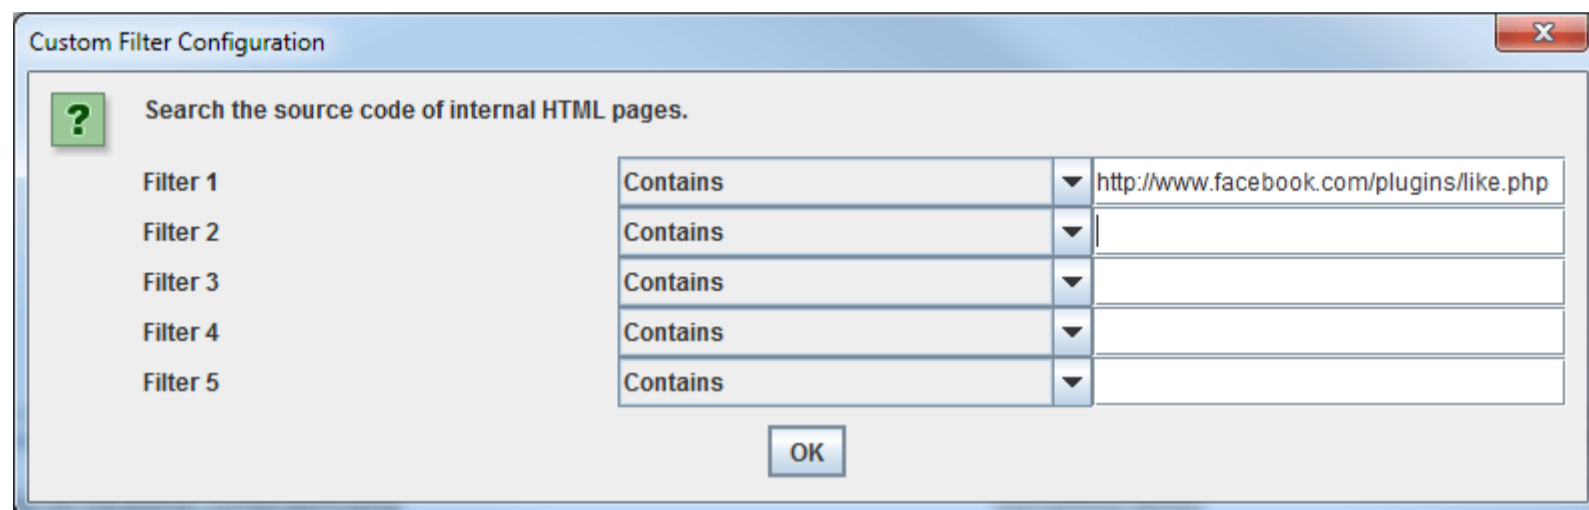 Custom Filter Configuration
Search the source code of internal HTML pages.
Filter 1 Contains http://www.facebook.com/plugins/like.php
Filter 2 Contains
Filter 3 Contains
Filter 4 Contains
Filter 5 Contains
OK